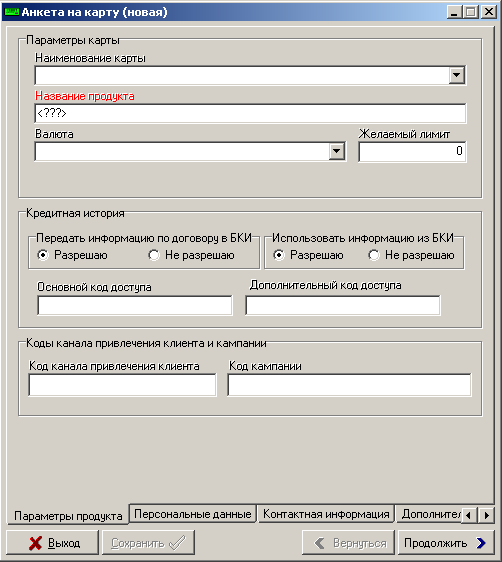 Анкета на карту (новая)
Параметры карты
Наименование карты
Название продукта
<???>
Валюта
Желаемый лимит
0
Кредитная история
Передать информацию по договору в БКИ
Использовать информацию из БКИ
Разрешаю
Не разрешаю
Разрешаю
Не разрешаю
Основной код доступа
Дополнительный код доступа
Коды канала привлечения клиента и кампании
Код канала привлечения клиента
Код кампании
Параметры продукта
Персональные данные
Контактная информация
Дополнител
Выход
Сохранить
Вернуться
Продолжить